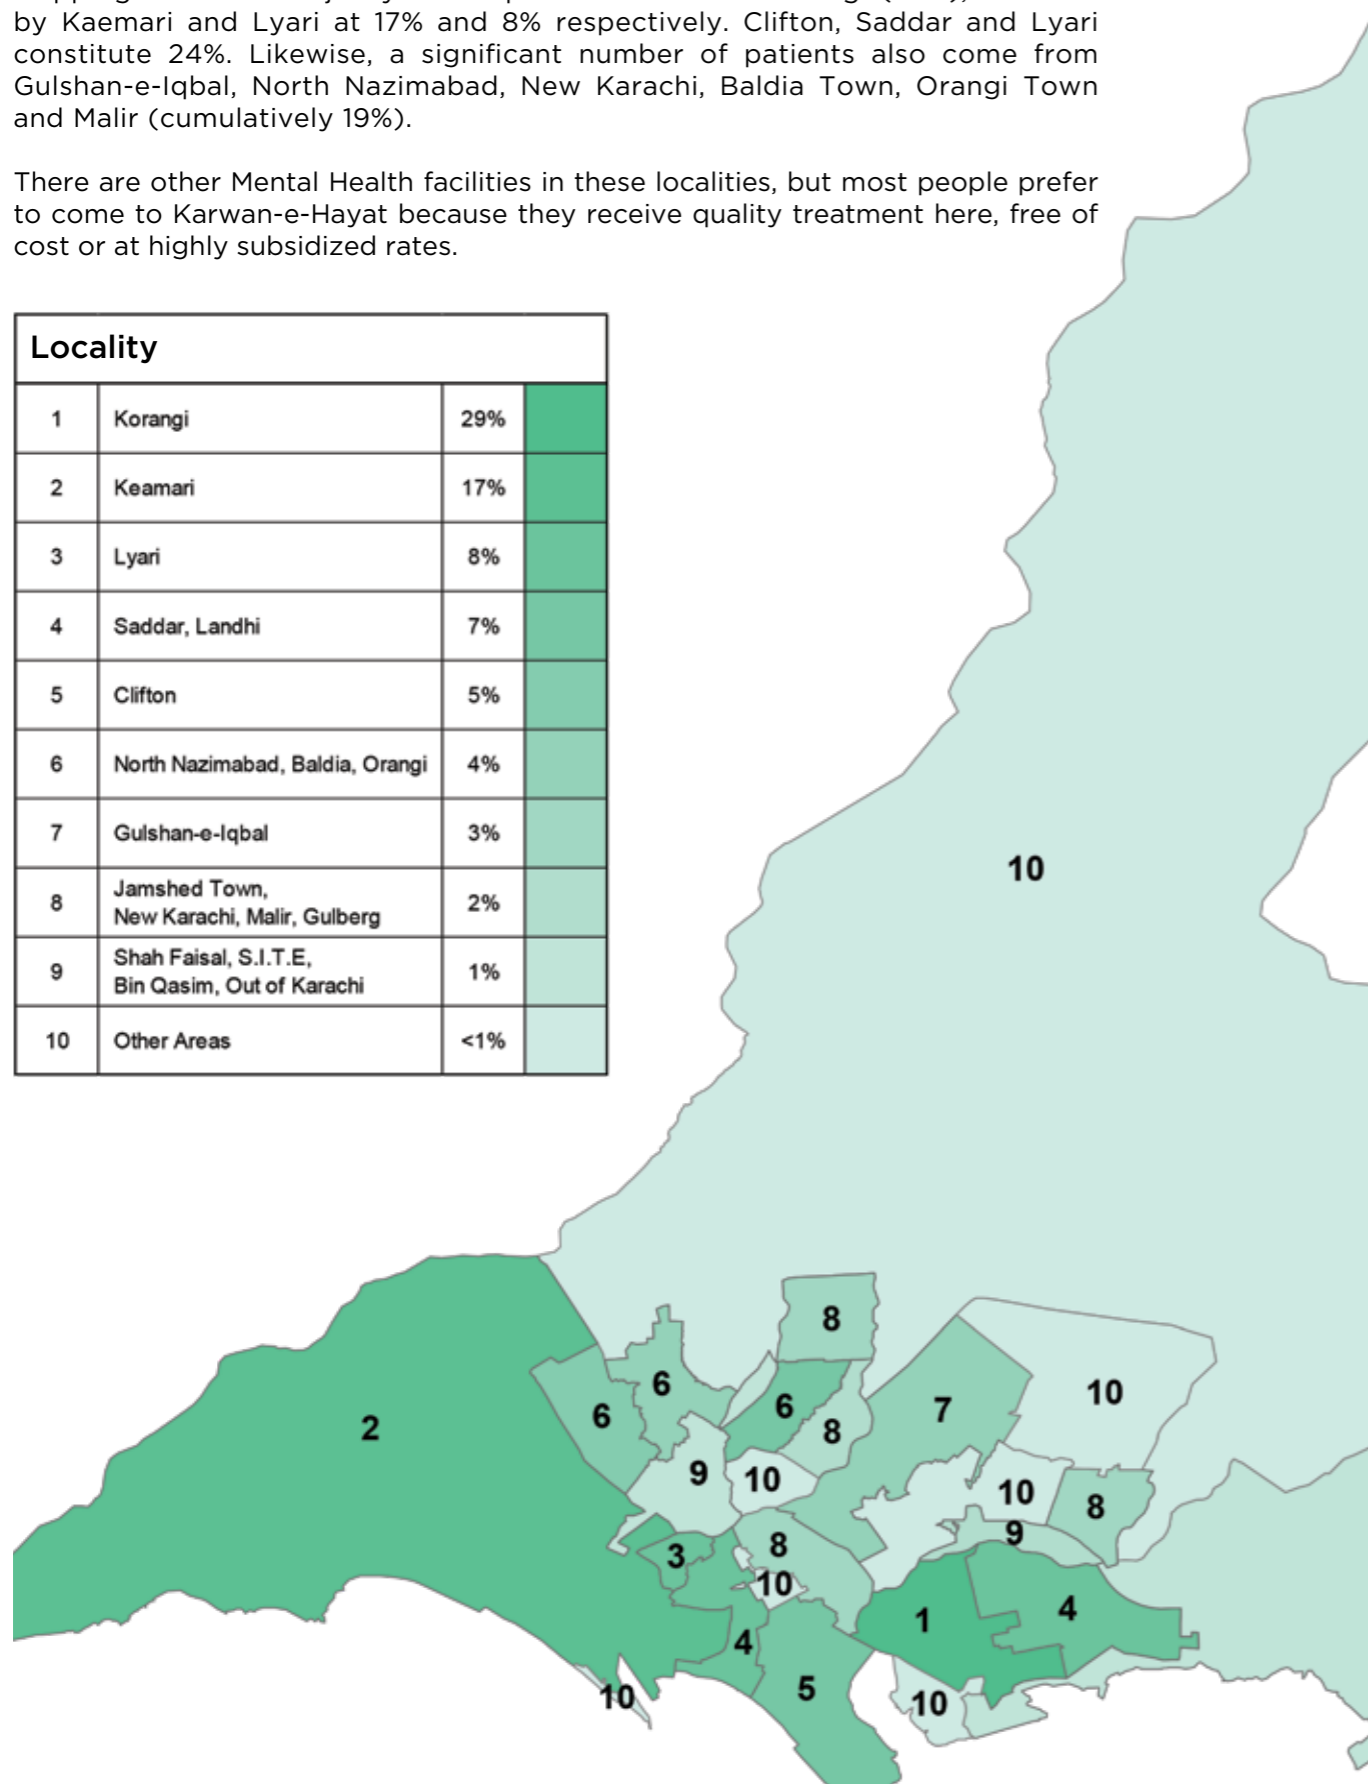 by Kaemari and Lyari at 17% and 8% respectively. Clifton, Saddar and Lyari
constitute 24%. Likewise, a significant number of patients also come from
Gulshan-e-Iqbal, North Nazimabad, New Karachi, Baldia Town, Orangi Town
and Malir (cumulatively 19%).
There are other Mental Health facilities in these localities, but most people prefer
to come to Karwan-e-Hayat because they receive quality treatment here, free of
cost or at highly subsidized rates.
Locality
1 Korangi 29%
2 Keamari 17%
3 Lyari 8%
4 Saddar, Landhi 7%
5 Clifton 5%
6 North Nazimabad, Baldia, Orangi 4%
7 Gulshan-e-Iqbal 3%
8 Jamshed Town,
New Karachi, Malir, Gulberg 2%
9 Shah Faisal, S.I.T.E,
Bin Qasim, Out of Karachi 1%
10 Other Areas <1%
10
8
6
10
6
7
6
2
8
9
10
10
8
9
8
3
10
4
1
4
5
10
10